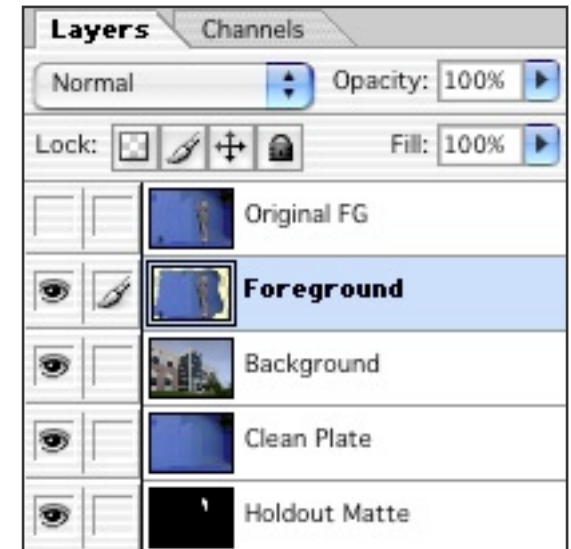 Layers Channels
Normal Opacity: 100%
Lock: Fill: 100%
Original FG
Foreground
Background
Clean Plate
Holdout Matte